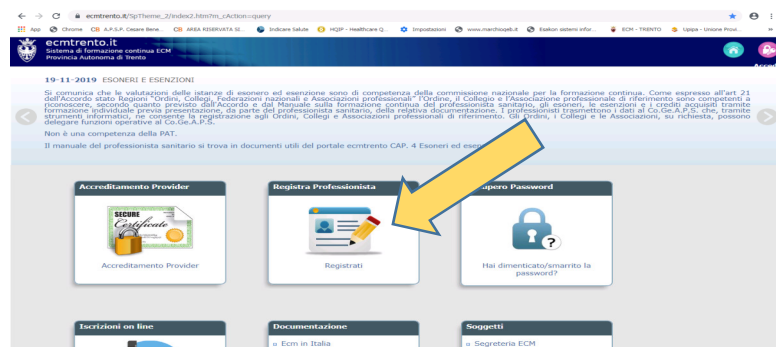 ecmtrento.it/SpTheme_2/index2.htm?m_cAction=query
App Chrome CB A.P.S.P. Cesare Bene... CB AREA RISERVATA SI... Indicare Salute HQIP - Healthcare Q... Impostazioni www.marchioqeb.it Esakon sistemi infor... ECM - TRENTO Upipa - Unione Provi... »
ecmtrento.it
Sistema di formazione continua ECM
Provincia Autonoma di Trento
Accred
19-11-2019 ESONERI E ESENZIONI
Si comunica che le valutazioni delle istanze di esonero ed esenzione sono di competenza della commissione nazionale per la formazione continua. Come espresso all'art 21
dell'Accordo stato Regioni "Ordini, Collegi, Federazioni nazionali e Associazioni professionali" l'Ordine, il Collegio e l'Associazione professionale di riferimento sono competenti a
riconoscere, secondo quanto previsto dall'Accordo e dal Manuale sulla formazione continua del professionista sanitario, gli esoneri, le esenzioni e i crediti acquisiti tramite
formazione individuale previa presentazione, da parte del professionista sanitario, della relativa documentazione. I professionisti trasmettono i dati al Co.Ge.A.P.S. che, tramite
strumenti informatici, ne consente la registrazione agli Ordini, Collegi e Associazioni professionali di riferimento. Gli Ordini, i Collegi e le Associazioni, su richiesta, possono
delegare funzioni operative al Co.Ge.A.P.S.
Non è una competenza della PAT.
Il manuale del professionista sanitario si trova in documenti utili del portale ecmtrento CAP. 4 Esoneri ed esen
Accreditamento Provider
Registra Professionista
upero Password
SECURE
Certificate
?
Accreditamento Provider
Registrati
Hai dimenticato/smarrito la
password?
Iscrizioni on line
Documentazione
Soggetti
Ecm in Italia
Segreteria ECM